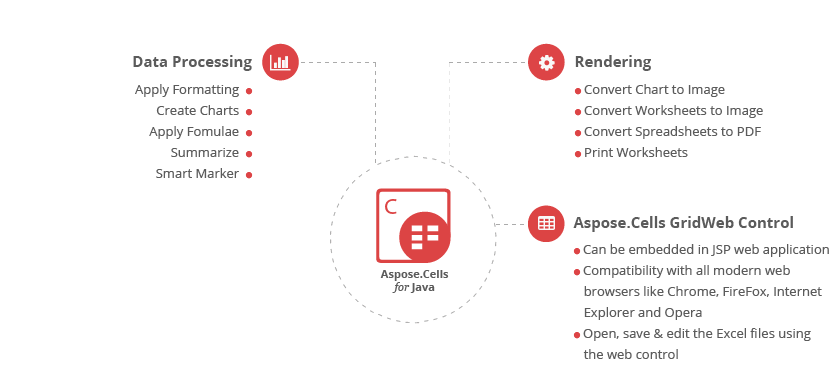 Data Processing
Apply Formatting
Create Charts
Apply Fomulae
Summarize
Smart Marker
Rendering
Convert Chart to Image
Convert Worksheets to Image
Convert Spreadsheets to PDF
Print Worksheets
C
Aspose.Cells
for Java
Aspose.Cells GridWeb Control
Can be embedded in JSP web application
Compatibility with all modern web
browsers like Chrome, FireFox, Internet
Explorer and Opera
Open, save & edit the Excel files using
the web control